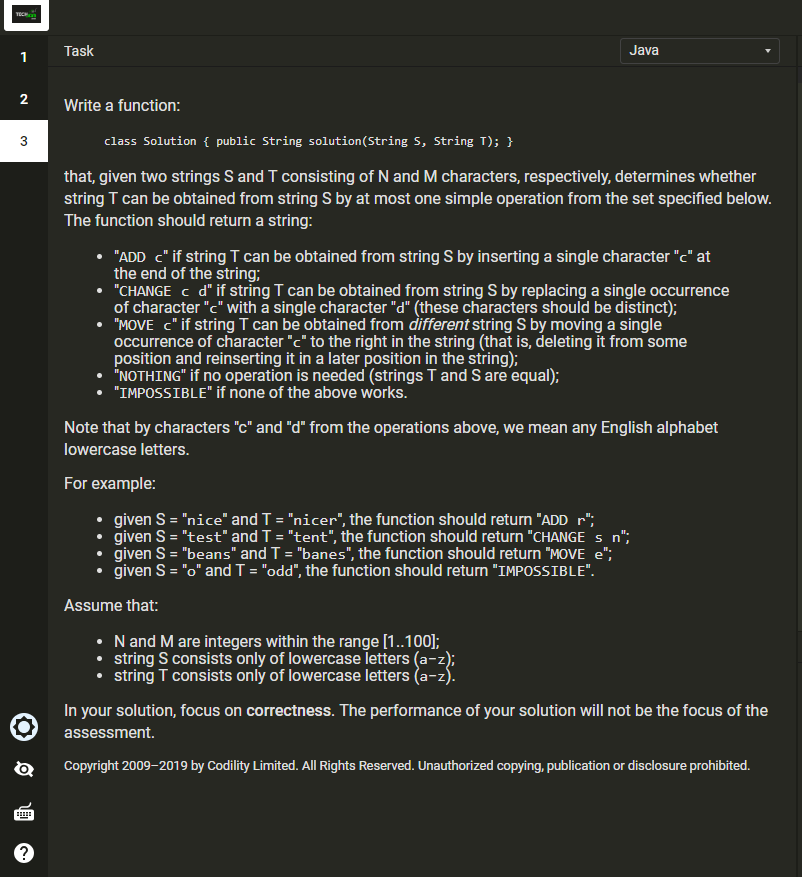 TECH
1
Task
Java
2
Write a function:
3
class Solution { public String solution(String S, String T); }
that, given two strings S and T consisting of N and M characters, respectively, determines whether
string T can be obtained from string S by at most one simple operation from the set specified below.
The function should return a string:
• "ADD c" if string T can be obtained from string S by inserting a single character "c" at
the end of the string;
• "CHANGE c d" if string T can be obtained from string S by replacing a single occurrence
of character "c" with a single character "d" (these characters should be distinct);
• "MOVE c" if string T can be obtained from different string S by moving a single
occurrence of character "c" to the right in the string (that is, deleting it from some
position and reinserting it in a later position in the string);
• "NOTHING" if no operation is needed (strings T and S are equal);
• "IMPOSSIBLE" if none of the above works.
Note that by characters "c" and "d" from the operations above, we mean any English alphabet
lowercase letters.
For example:
• given S = "nice" and T = "nicer", the function should return "ADD r";
• given S = "test" and T = "tent", the function should return "CHANGE s n";
• given S = "beans" and T = "banes", the function should return "MOVE e";
• given S = "o" and T = "odd", the function should return "IMPOSSIBLE".
Assume that:
• N and M are integers within the range [1..100];
• string S consists only of lowercase letters (a-z);
• string T consists only of lowercase letters (a-z).
In your solution, focus on correctness. The performance of your solution will not be the focus of the
assessment.
Copyright 2009–2019 by Codility Limited. All Rights Reserved. Unauthorized copying, publication or disclosure prohibited.
?